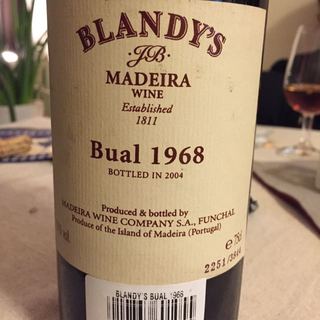 BLANDY'S
JB
MADEIRA
WINE
Established
1811
Bual 1968
BOTTLED IN 2004
Produced & bottled by
MADEIRA WINE COMPANY S.A., FUNCHAL
Produce of the Island of Madeira (Portugal)
vol.
e 75cl
2251/
BLANDY'S BUAL 1968